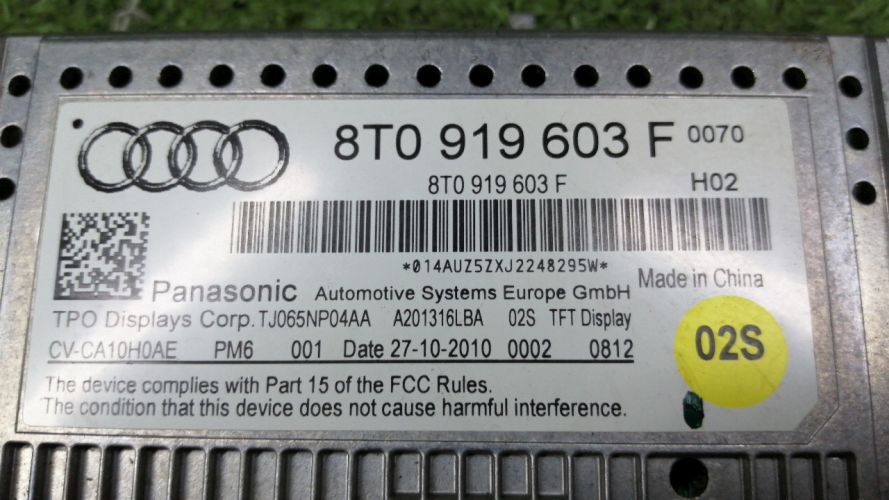 8T0 919 603 F 0070
8T0 919 603 F H02
*014AUZ5ZXJ2248295W*
Panasonic Automotive Systems Europe GmbH Made in China
TPO Displays Corp. TJ065NP04AA A201316LBA 02S TFT Display
CV-CA10H0AE PM6 001 Date 27-10-2010 0002 0812
02S
The device complies with Part 15 of the FCC Rules.
The condition that this device does not cause harmful interference.